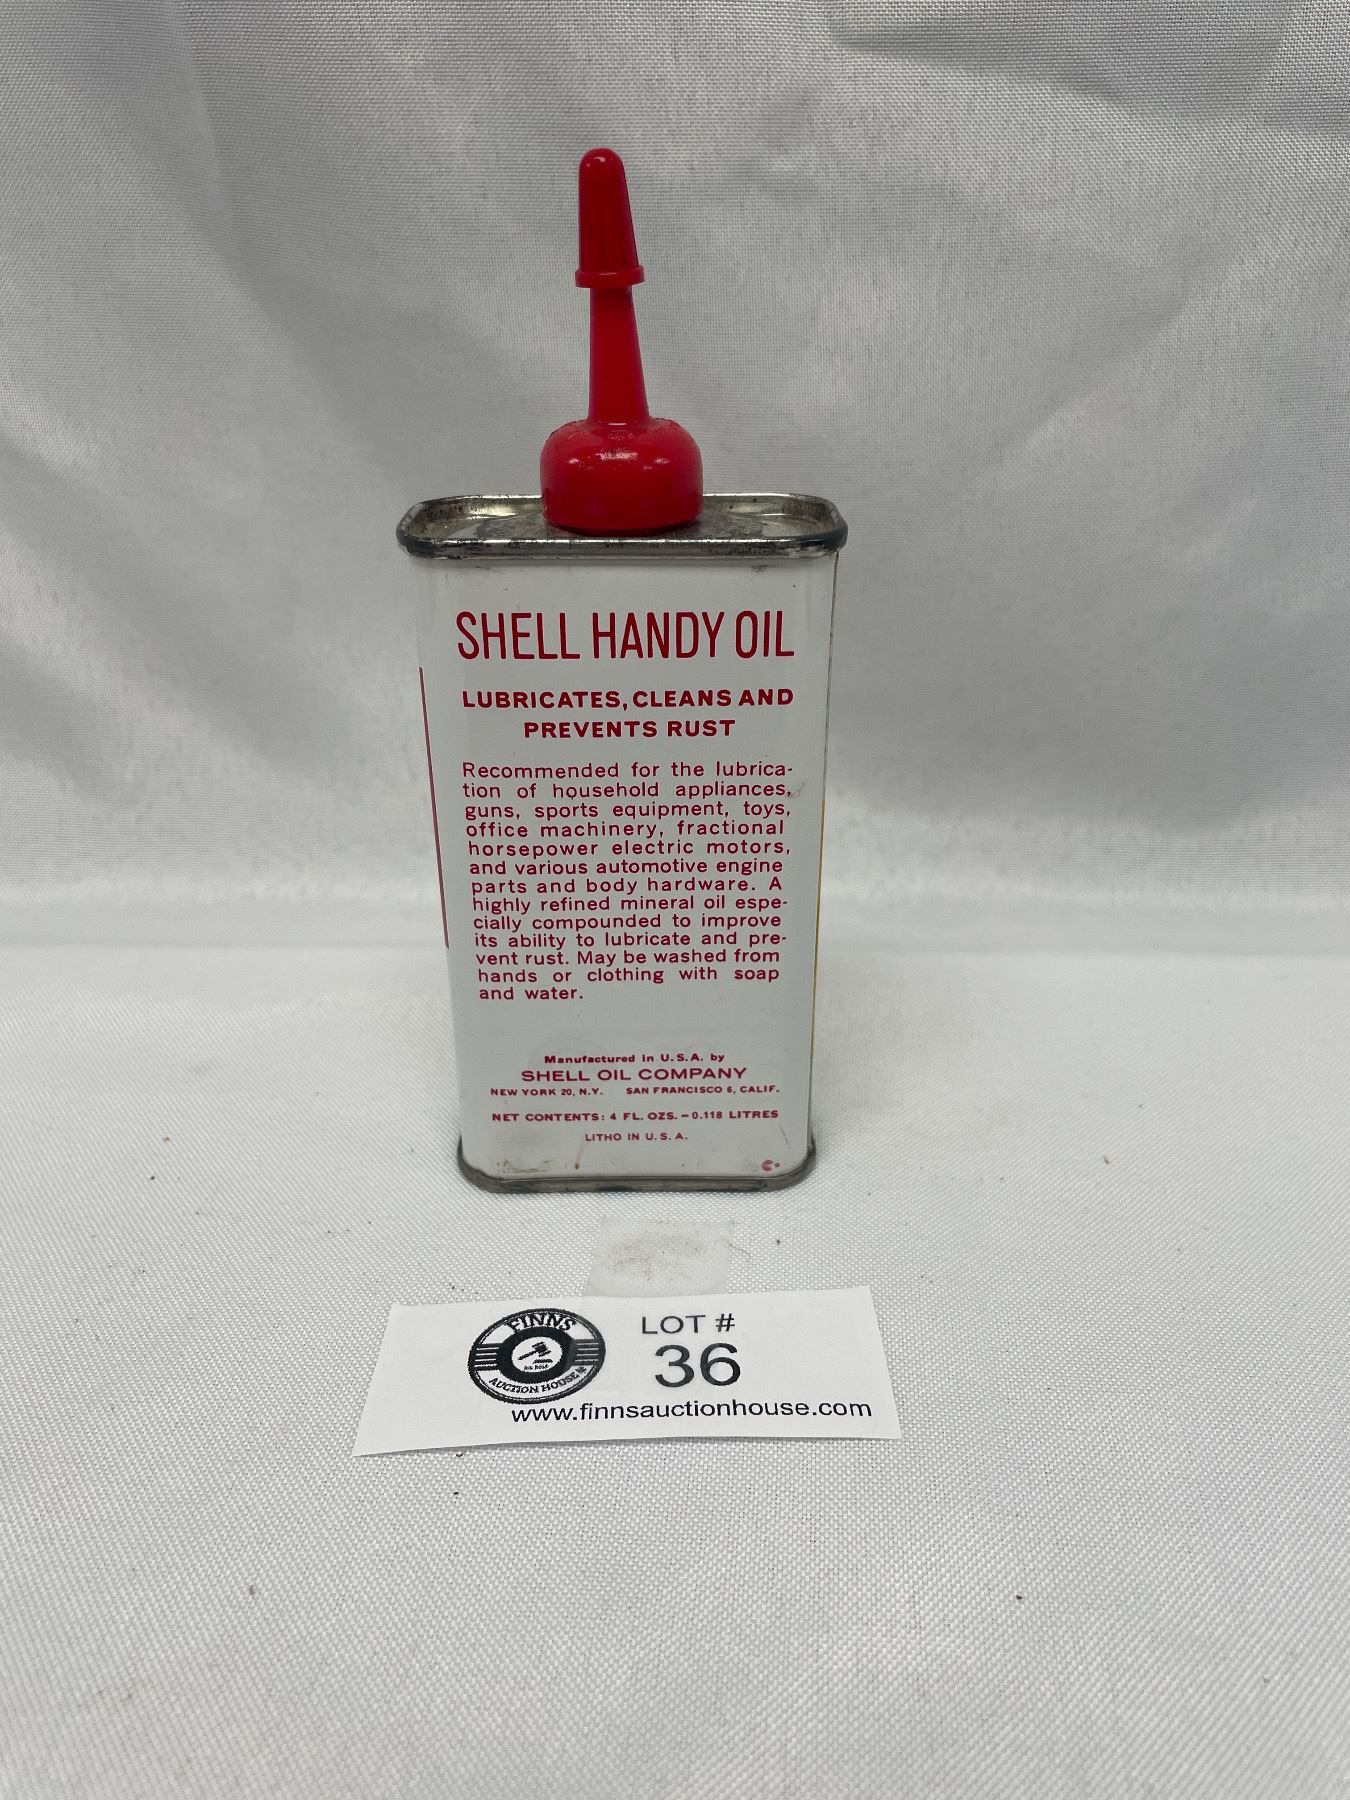 SHELL HANDY OIL
LUBRICATES, CLEANS AND
PREVENTS RUST
Recommended for the lubrica-
tion of household appliances,
guns, sports equipment, toys,
office machinery, fractional
horsepower electric motors,
and various automotive engine
parts and body hardware. A
highly refined mineral oil espe-
cially compounded to improve
its ability to lubricate and pre-
vent rust. May be washed from
hands or clothing with soap
and water.
Manufactured in U.S.A. by
SHELL OIL COMPANY
NEW YORK 20, N.Y. SAN FRANCISCO 6, CALIF.
NET CONTENTS: 4 FL. OZS. – 0.118 LITRES
LITHO IN U.S.A.
FINNS
AUCTION HOUSE
LOT #
36
www.finnsauctionhouse.com